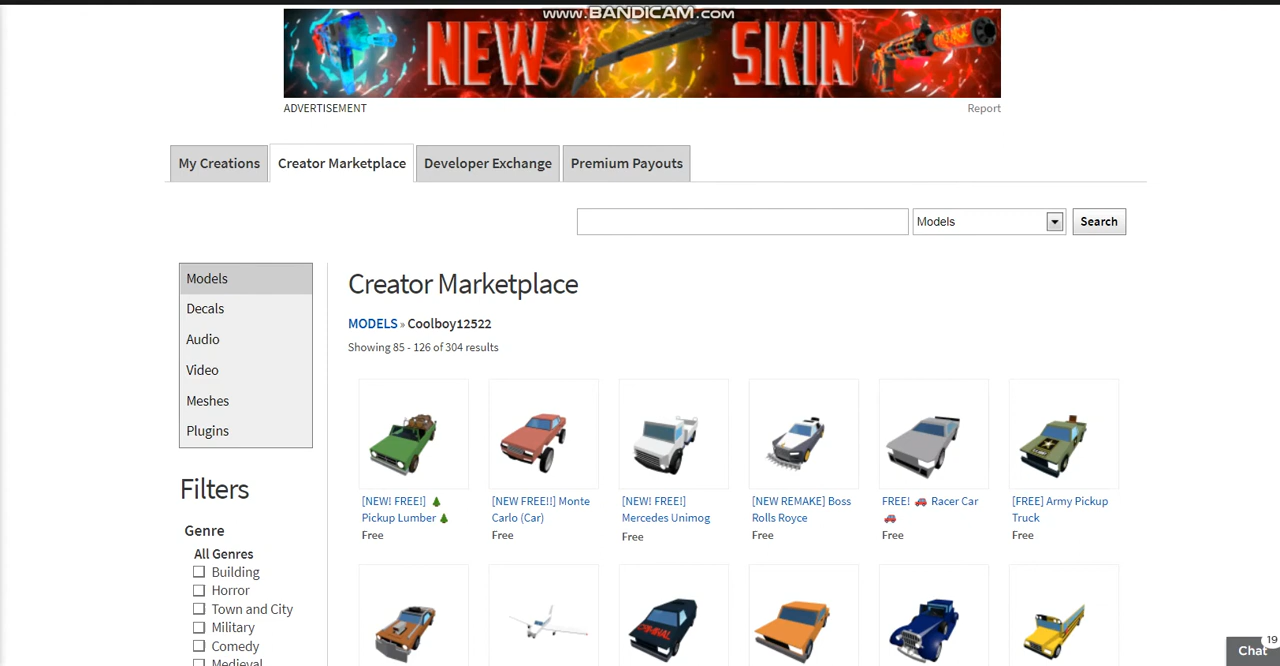 www.BANDICAM.com
NEW SKIN
ADVERTISEMENT
Report
My Creations
Creator Marketplace
Developer Exchange
Premium Payouts
Models
Search
Models
Decals
Audio
Video
Meshes
Plugins
Filters
Genre
All Genres
Building
Horror
Town and City
Military
Comedy
Medieval
Creator Marketplace
MODELS » Coolboy12522
Showing 85 - 126 of 304 results
[NEW! FREE!] 🌲
Pickup Lumber🌲
Free
[NEW FREE!!] Monte
Carlo (Car)
Free
[NEW! FREE!]
Mercedes Unimog
Free
[NEW REMAKE] Boss
Rolls Royce
Free
FREE! 🚗 Racer Car
🚗
Free
[FREE] Army Pickup
Truck
Free
Chat
19